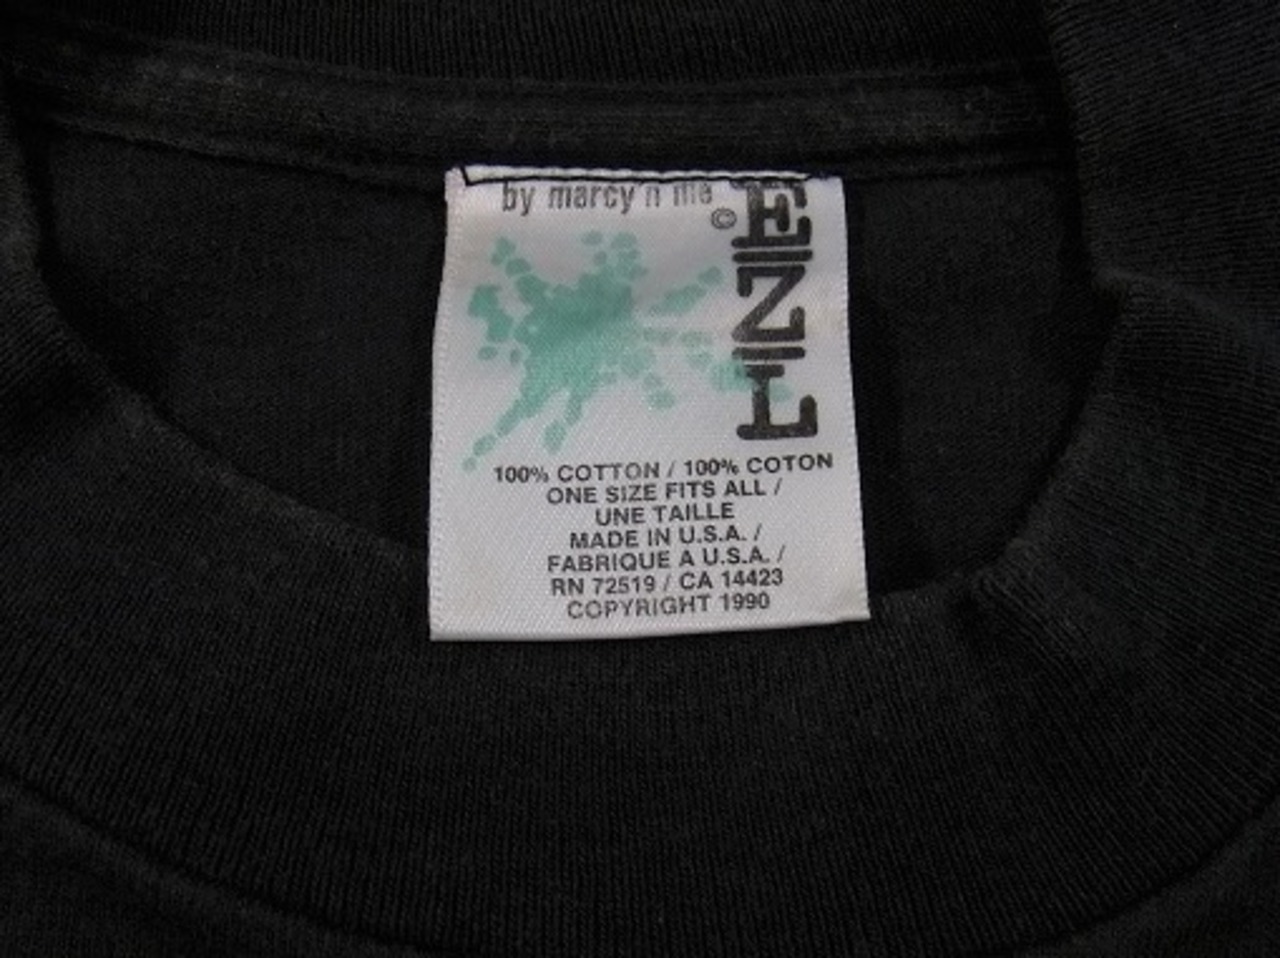 by marcy n me
©
ENL
100% COTTON / 100% COTON
ONE SIZE FITS ALL /
UNE TAILLE
MADE IN U.S.A. /
FABRIQUE A U.S.A. /
RN 72519 / CA 14423
COPYRIGHT 1990